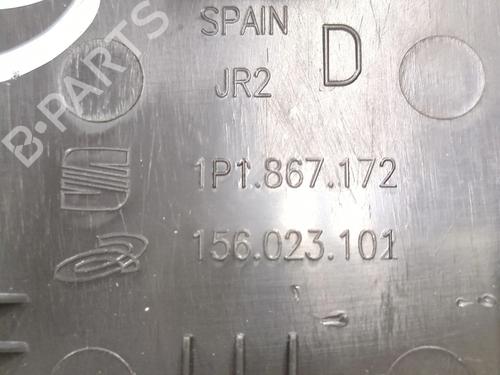 SPAIN
D
JR2
1P1.867.172
156.023.101
B-PARTS